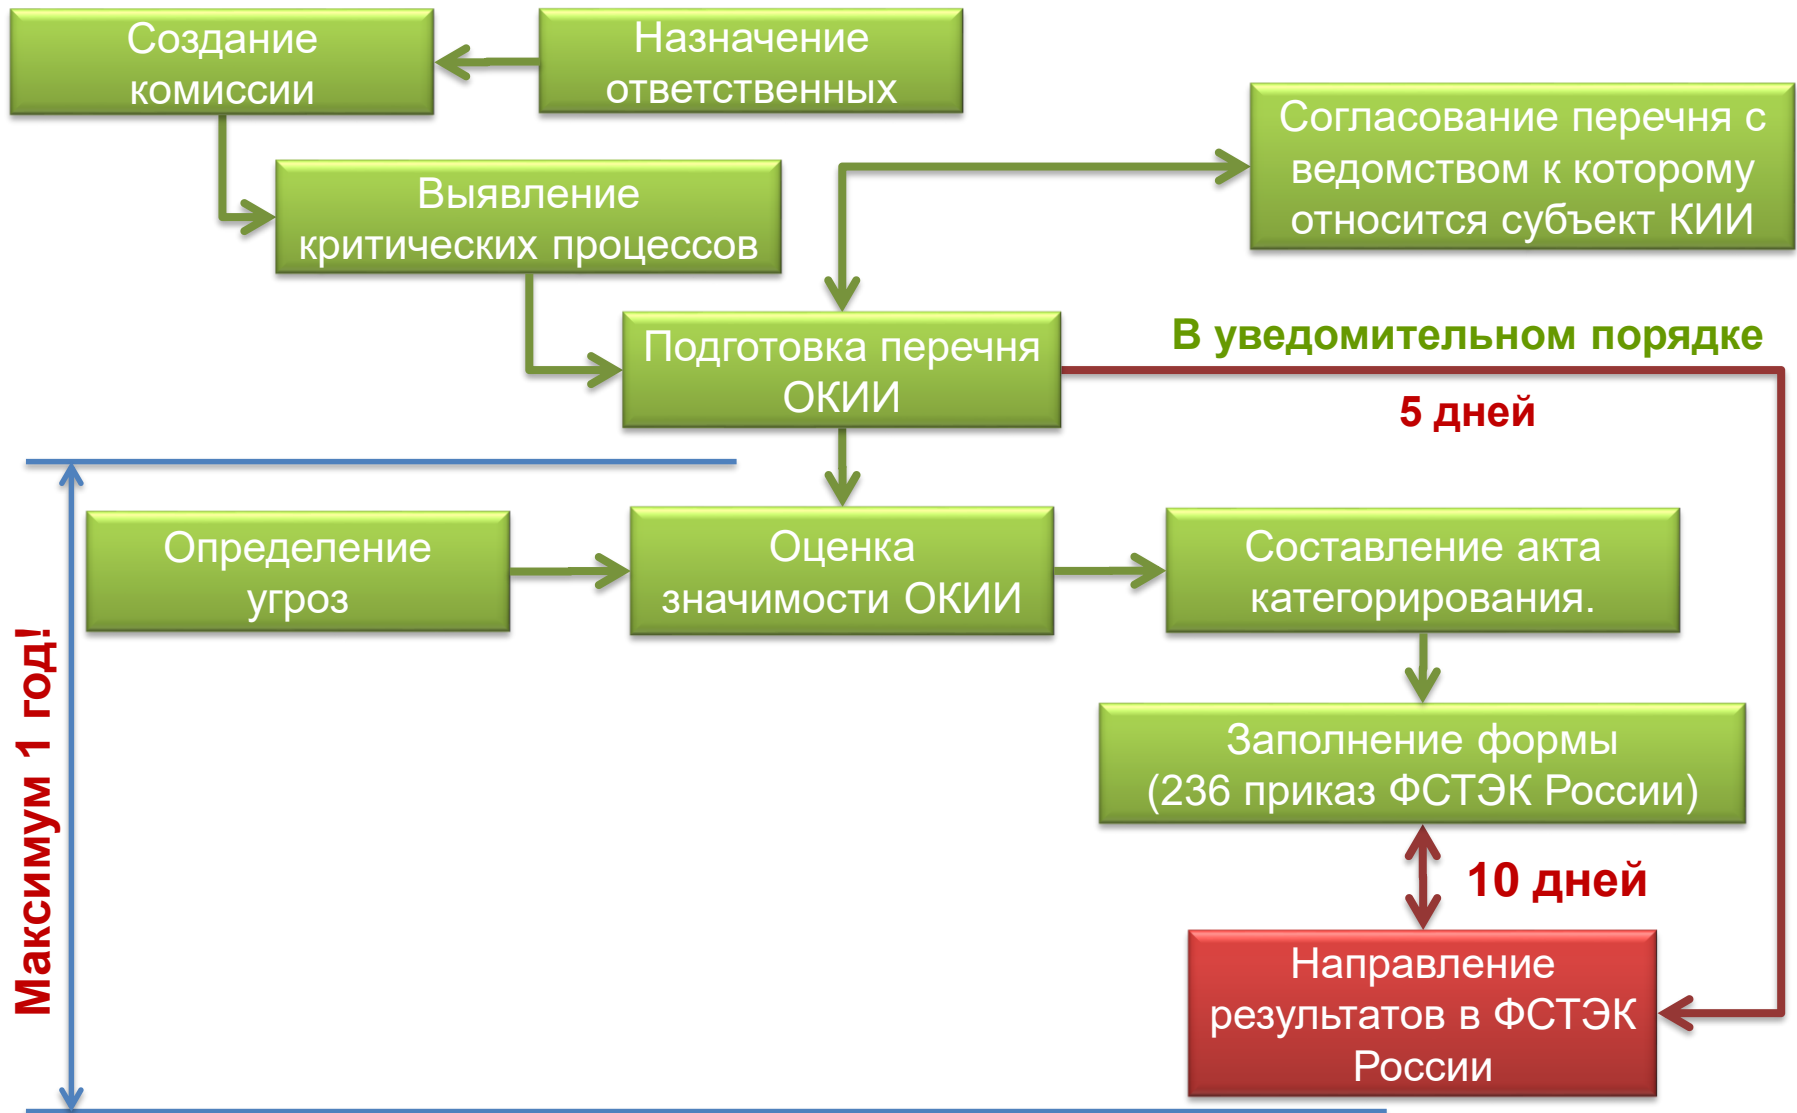 Создание
комиссии
Назначение
ответственных
Согласование перечня с
ведомством к которому
относится субъект КИИ
Выявление
критических процессов
Подготовка перечня
ОКИИ
В уведомительном порядке
5 дней
Определение
угроз
Оценка
значимости ОКИИ
Составление акта
категорирования.
Максимум 1 год!
Заполнение формы
(236 приказ ФСТЭК России)
10 дней
Направление
результатов в ФСТЭК
России